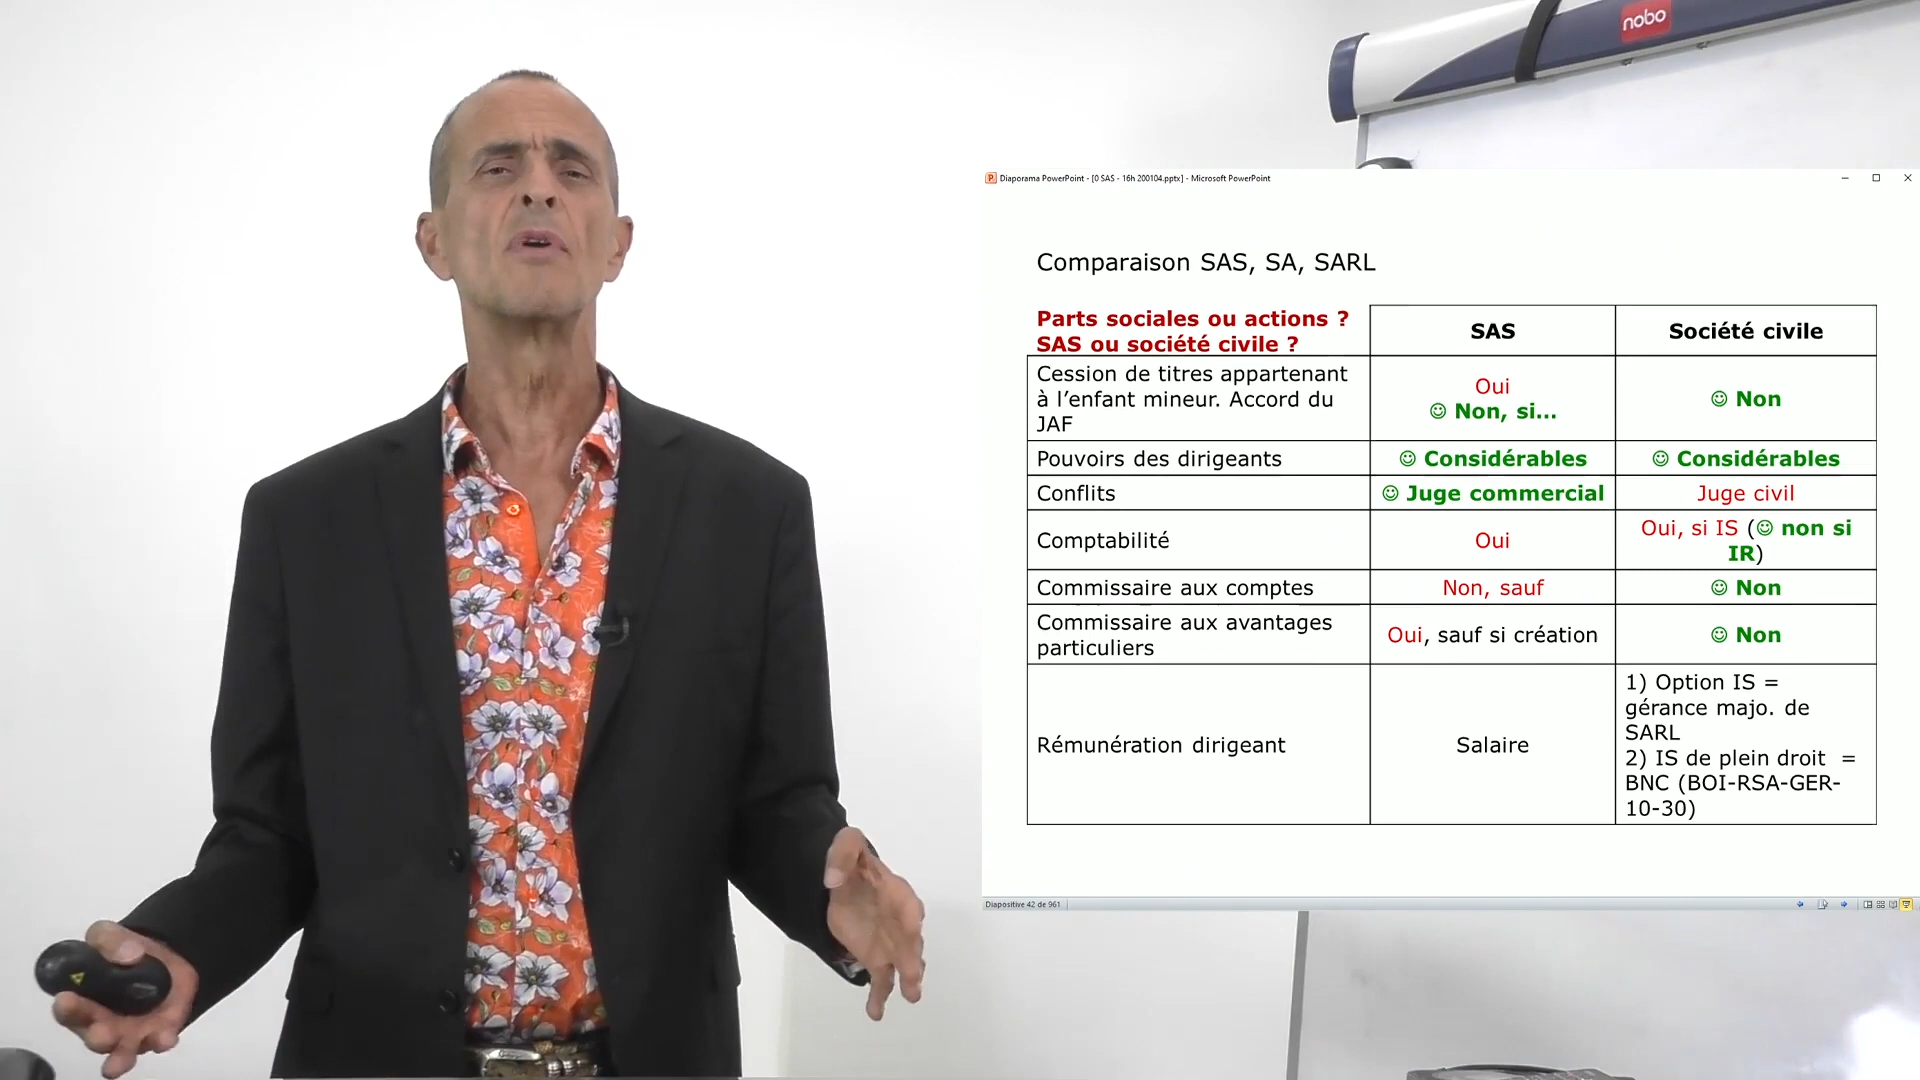 nobo
Diaporama PowerPoint - [0 SAS - 16h 200104.pptx] - Microsoft PowerPoint
Comparaison SAS, SA, SARL
Parts sociales ou actions ?
SAS ou société civile ?
SAS
Société civile
Cession de titres appartenant
à l’enfant mineur. Accord du
JAF
Oui
☺ Non, si...
☺ Non
Pouvoirs des dirigeants
☺ Considérables
☺ Considérables
Conflits
☺ Juge commercial
Juge civil
Comptabilité
Oui
Oui, si IS (☺ non si
IR)
Commissaire aux comptes
Non, sauf
☺ Non
Commissaire aux avantages
particuliers
Oui, sauf si création
☺ Non
Rémunération dirigeant
Salaire
1) Option IS =
gérance majo. de
SARL
2) IS de plein droit =
BNC (BOI-RSA-GER-
10-30)
Diapositive 42 de 961